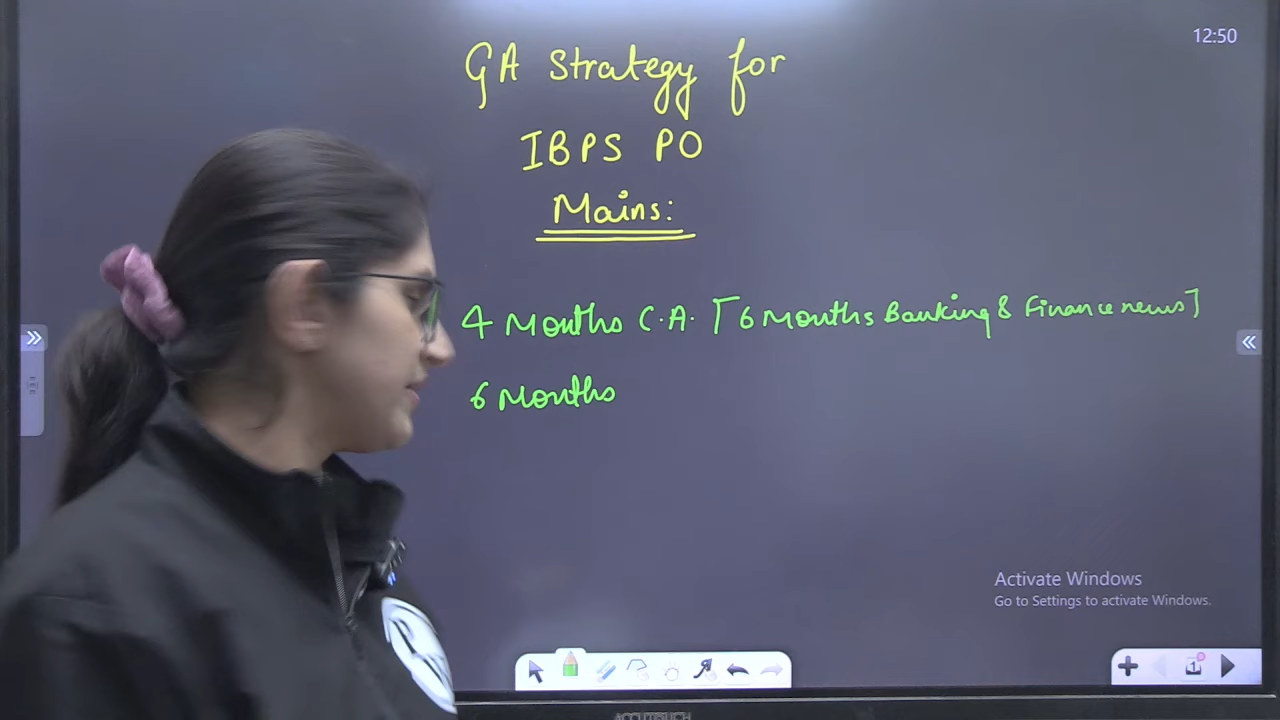 12:50
GA Strategy for
IBPS PO
Mains:
4 Months C.A. [6 Months Banking & Finance news]
6 Months
Activate Windows
Go to Settings to activate Windows.
1